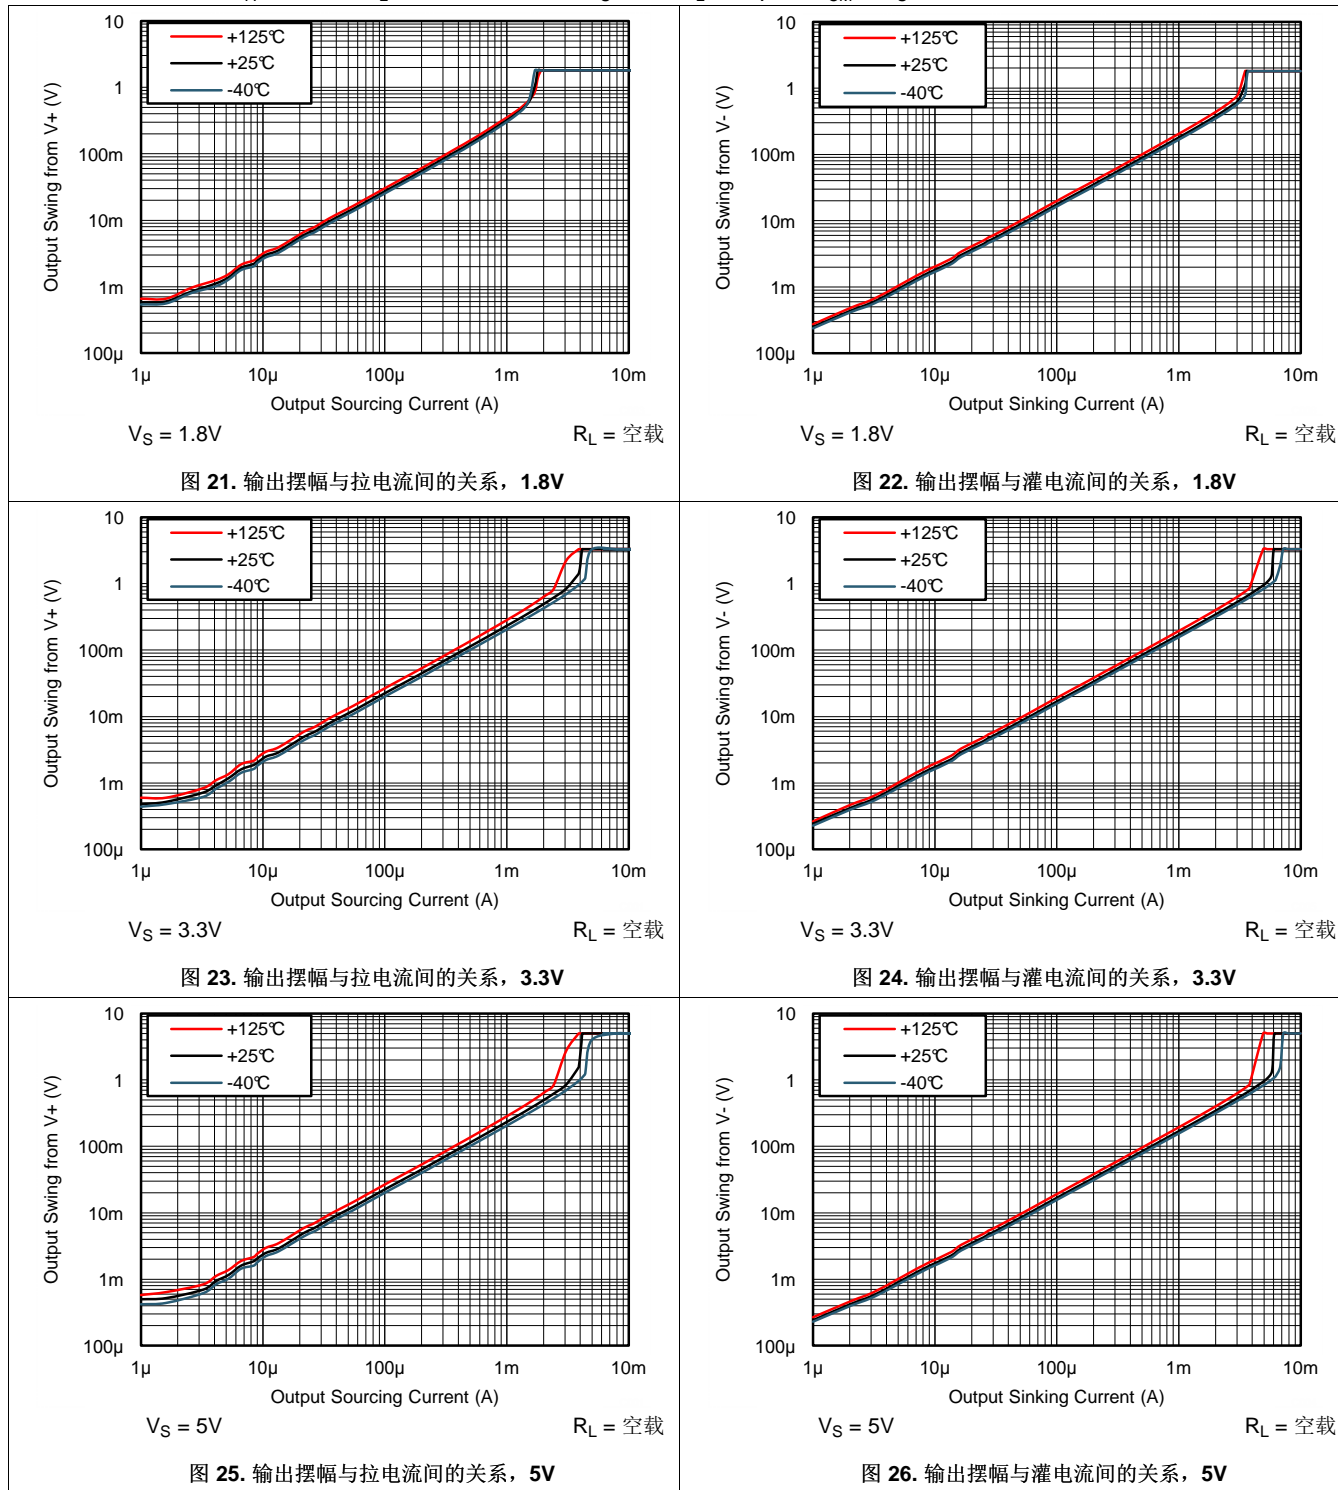 10
1
100m
10m
1m
100µ
Output Swing from V+ (V)
+125℃
+25℃
-40℃
1µ 10µ 100µ 1m 10m
Output Sourcing Current (A)
V_S = 1.8V R_L = 空载
图 21. 输出摆幅与拉电流间的关系，1.8V
10
1
100m
10m
1m
100µ
Output Swing from V- (V)
+125℃
+25℃
-40℃
1µ 10µ 100µ 1m 10m
Output Sinking Current (A)
V_S = 1.8V R_L = 空载
图 22. 输出摆幅与灌电流间的关系，1.8V
10
1
100m
10m
1m
100µ
Output Swing from V+ (V)
+125℃
+25℃
-40℃
1µ 10µ 100µ 1m 10m
Output Sourcing Current (A)
V_S = 3.3V R_L = 空载
图 23. 输出摆幅与拉电流间的关系，3.3V
10
1
100m
10m
1m
100µ
Output Swing from V- (V)
+125℃
+25℃
-40℃
1µ 10µ 100µ 1m 10m
Output Sinking Current (A)
V_S = 3.3V R_L = 空载
图 24. 输出摆幅与灌电流间的关系，3.3V
10
1
100m
10m
1m
100µ
Output Swing from V+ (V)
+125℃
+25℃
-40℃
1µ 10µ 100µ 1m 10m
Output Sourcing Current (A)
V_S = 5V R_L = 空载
图 25. 输出摆幅与拉电流间的关系，5V
10
1
100m
10m
1m
100µ
Output Swing from V- (V)
+125℃
+25℃
-40℃
1µ 10µ 100µ 1m 10m
Output Sinking Current (A)
V_S = 5V R_L = 空载
图 26. 输出摆幅与灌电流间的关系，5V